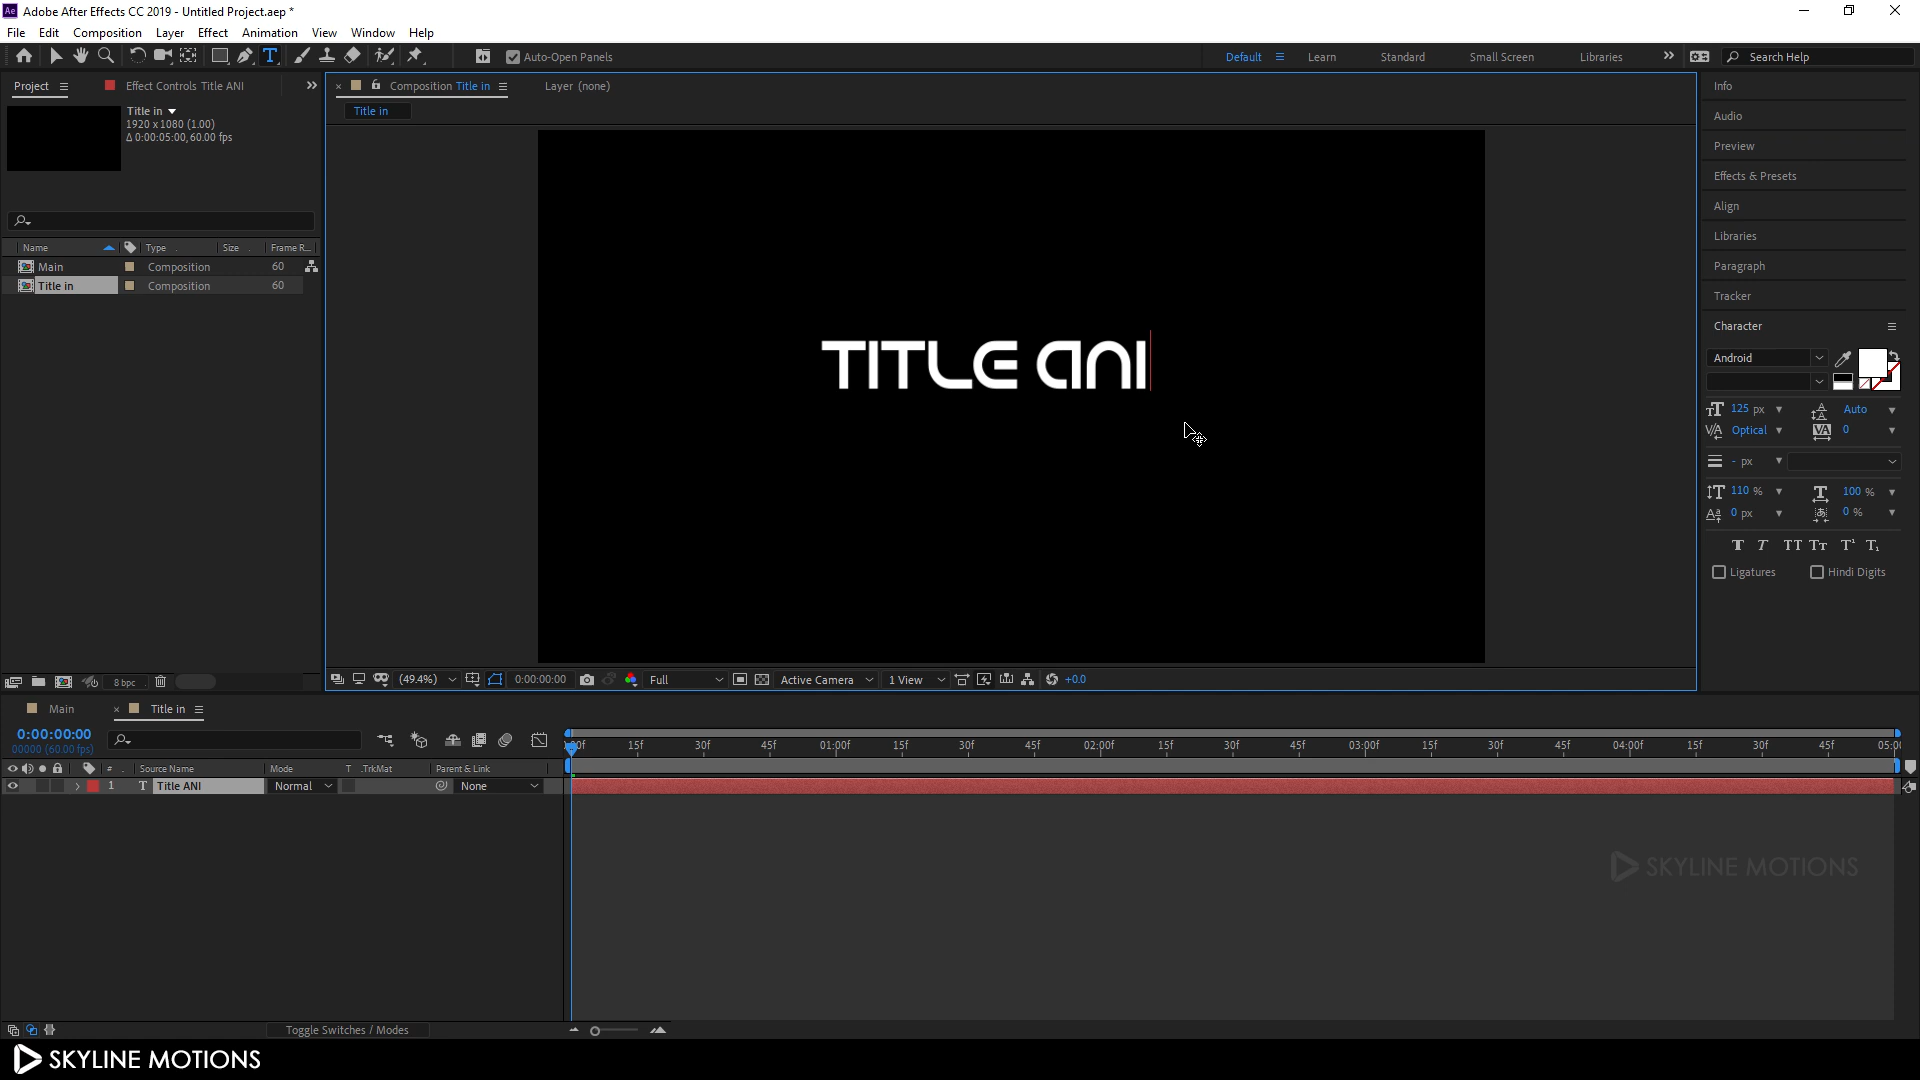 Ae Adobe After Effects CC 2019 - Untitled Project.aep *
File Edit Composition Layer Effect Animation View Window Help
Auto-Open Panels
Default Learn Standard Small Screen Libraries Search Help
Project Effect Controls Title ANI
Composition Title in Layer (none)
Title in
Title in
1920 x 1080 (1.00)
Δ 0:00:05:00, 60.00 fps
Name Type Size Frame R...
Main Composition 60
Title in Composition 60
TITLE ANI
Info
Audio
Preview
Effects & Presets
Align
Libraries
Paragraph
Tracker
Character
Android
125 px Auto
Optical 0
- px
110 % 100 %
0 px 0 %
T T TT Tт T¹ T₁
Ligatures Hindi Digits
8 bpc
(49.4%) 0:00:00:00 Full Active Camera 1 View +0.0
Main Title in
0:00:00:00
00000 (60.00 fps)
:00f 15f 30f 45f 01:00f 15f 30f 45f 02:00f 15f 30f 45f 03:00f 15f 30f 45f 04:00f 15f 30f 45f 05:0
# Source Name Mode T .TrkMat Parent & Link
1 T Title ANI Normal None
SKYLINE MOTIONS
Toggle Switches / Modes
SKYLINE MOTIONS